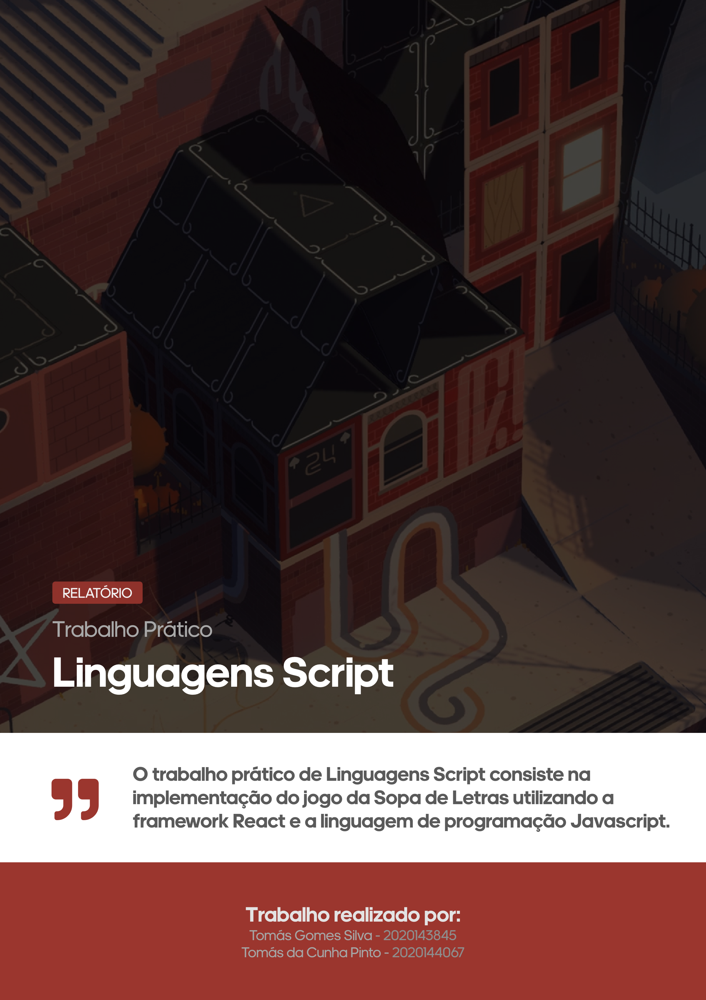 24
RELATÓRIO
Trabalho Prático
Linguagens Script
O trabalho prático de Linguagens Script consiste na
implementação do jogo da Sopa de Letras utilizando a
framework React e a linguagem de programação Javascript.
Trabalho realizado por:
Tomás Gomes Silva - 2020143845
Tomás da Cunha Pinto - 2020144067